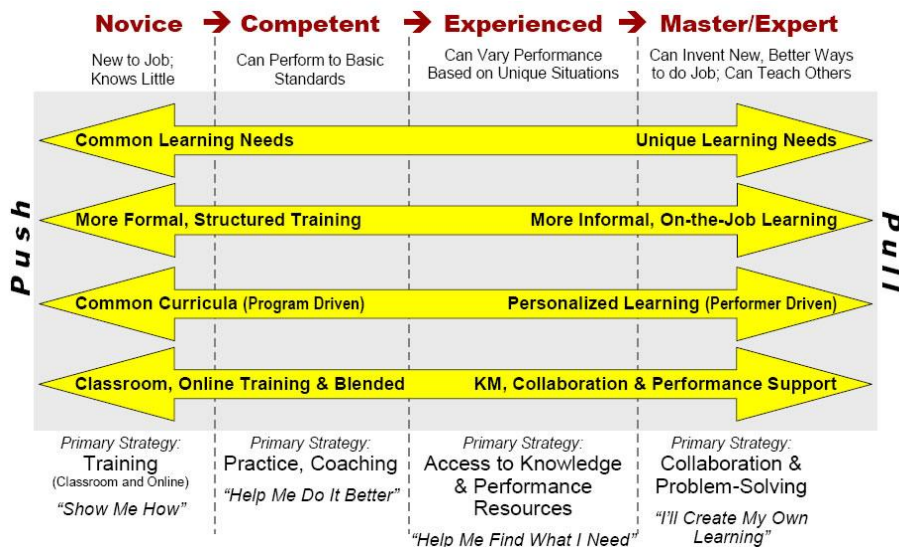 Novice → Competent → Experienced → Master/Expert
New to Job;
Knows Little
Can Perform to Basic
Standards
Can Vary Performance
Based on Unique Situations
Can Invent New, Better Ways
to do Job; Can Teach Others
Push
Pull
Common Learning Needs
Unique Learning Needs
More Formal, Structured Training
More Informal, On-the-Job Learning
Common Curricula (Program Driven)
Personalized Learning (Performer Driven)
Classroom, Online Training & Blended
KM, Collaboration & Performance Support
Primary Strategy:
Training
(Classroom and Online)
"Show Me How"
Primary Strategy:
Practice, Coaching
"Help Me Do It Better"
Primary Strategy:
Access to Knowledge
& Performance
Resources
"Help Me Find What I Need"
Primary Strategy:
Collaboration &
Problem-Solving
"I'll Create My Own
Learning"